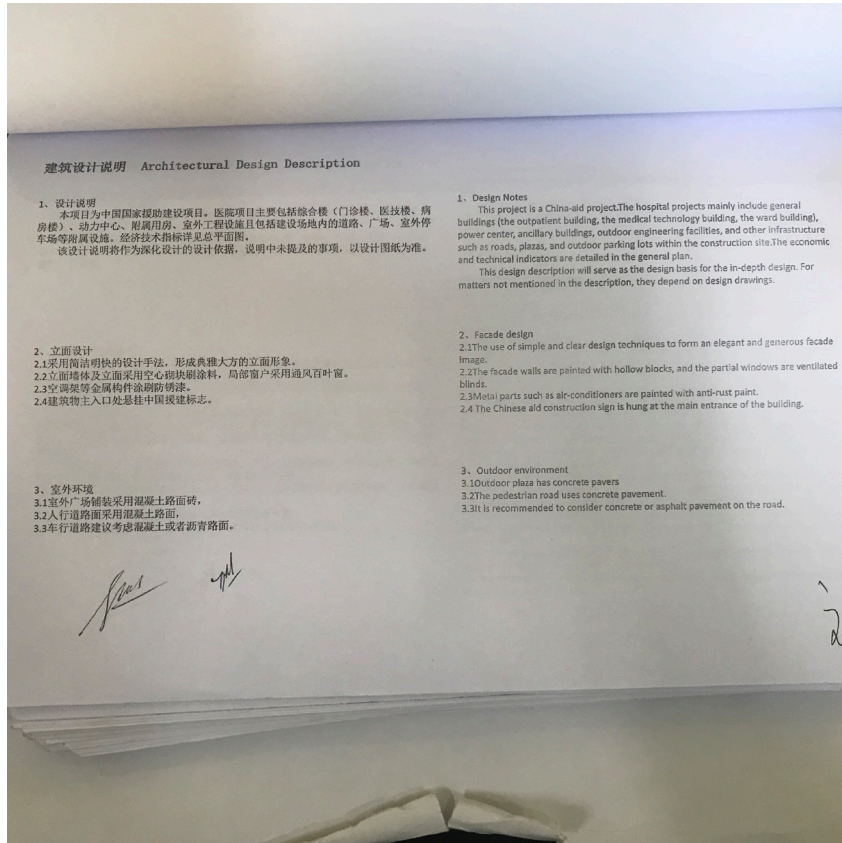 建筑设计说明 Architectural Design Description
1、设计说明
本项目为中国国家援助建设项目。医院项目主要包括综合楼（门诊楼、医技楼、病
房楼）、动力中心、附属用房、室外工程设施且包括建设场地内的道路、广场、室外停
车场等附属设施。经济技术指标详见总平面图。
该设计说明将作为深化设计的设计依据，说明中未提及的事项，以设计图纸为准。
2、立面设计
2.1采用简洁明快的设计手法，形成典雅大方的立面形象。
2.2立面墙体及立面采用空心砌块刷涂料，局部窗户采用通风百叶窗。
2.3空调架等金属构件涂刷防锈漆。
2.4建筑物主入口处悬挂中国援建标志。
3、室外环境
3.1室外广场铺装采用混凝土路面砖，
3.2人行道路面采用混凝土路面，
3.3车行道路建议考虑混凝土或者沥青路面。
1、Design Notes
This project is a China-aid project.The hospital projects mainly include general
buildings (the outpatient building, the medical technology building, the ward building),
power center, ancillary buildings, outdoor engineering facilities, and other infrastructure
such as roads, plazas, and outdoor parking lots within the construction site.The economic
and technical indicators are detailed in the general plan.
This design description will serve as the design basis for the in-depth design. For
matters not mentioned in the description, they depend on design drawings.
2、Facade design
2.1The use of simple and clear design techniques to form an elegant and generous facade
image.
2.2The facade walls are painted with hollow blocks, and the partial windows are ventilated
blinds.
2.3Metal parts such as air-conditioners are painted with anti-rust paint.
2.4 The Chinese aid construction sign is hung at the main entrance of the building.
3、Outdoor environment
3.1Outdoor plaza has concrete pavers
3.2The pedestrian road uses concrete pavement.
3.3It is recommended to consider concrete or asphalt pavement on the road.